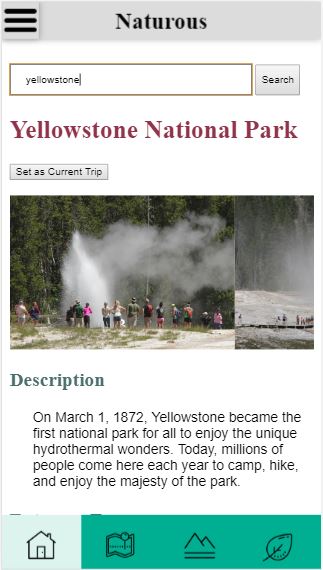 Naturous
yellowstone
Search
Yellowstone National Park
Set as Current Trip
Description
On March 1, 1872, Yellowstone became the
first national park for all to enjoy the unique
hydrothermal wonders. Today, millions of
people come here each year to camp, hike,
and enjoy the majesty of the park.